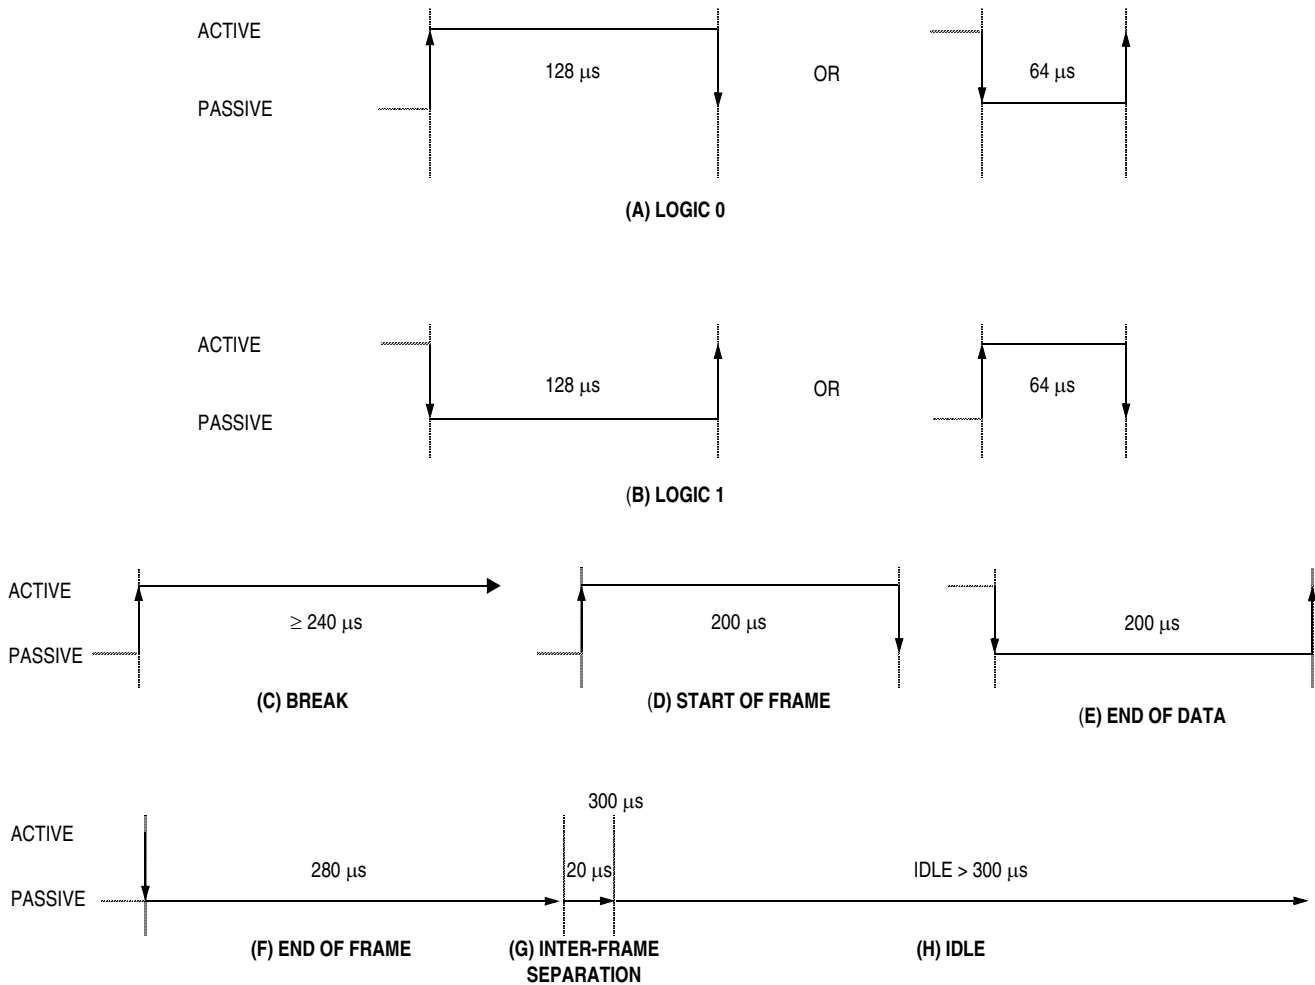 ACTIVE
128 μs
OR
64 μs
PASSIVE
(A) LOGIC 0
ACTIVE
128 μs
OR
64 μs
PASSIVE
(B) LOGIC 1
ACTIVE
≥ 240 μs
200 μs
200 μs
PASSIVE
(C) BREAK
(D) START OF FRAME
(E) END OF DATA
300 μs
ACTIVE
280 μs
20 μs
IDLE > 300 μs
PASSIVE
(F) END OF FRAME
(G) INTER-FRAME
SEPARATION
(H) IDLE